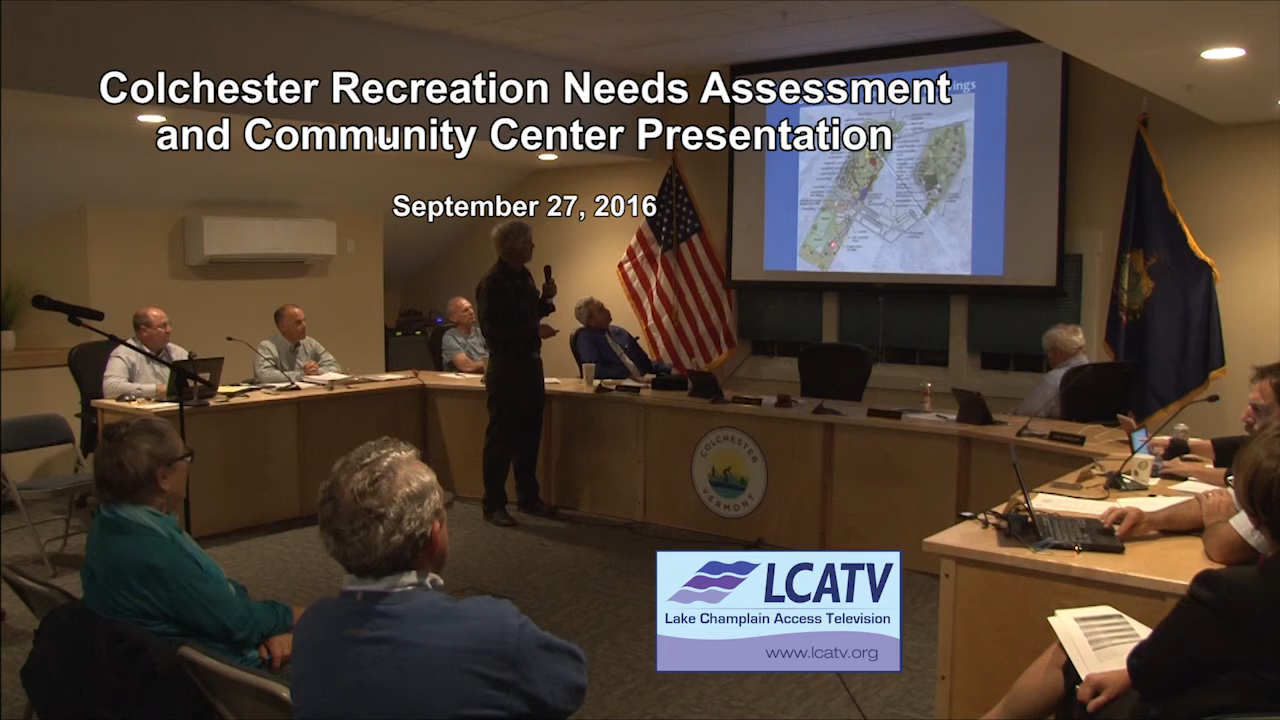 Colchester Recreation Needs Assessment
and Community Center Presentation
September 27, 2016
COLCHESTER
VERMONT
LCATV
Lake Champlain Access Television
www.lcatv.org